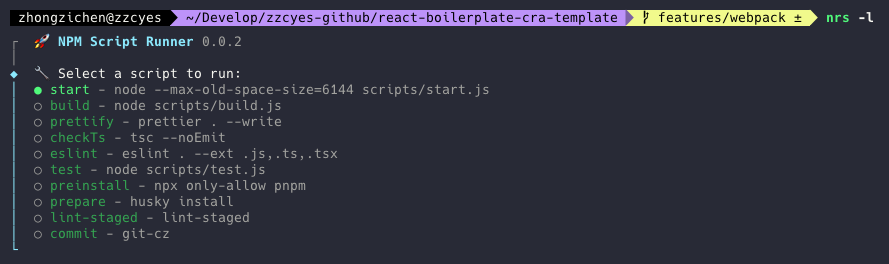 zhongzichen@zzcyes ~/Develop/zzcyes-github/react-boilerplate-cra-template features/webpack ± nrs -l
🚀 NPM Script Runner 0.0.2
🔧 Select a script to run:
● start - node --max-old-space-size=6144 scripts/start.js
○ build - node scripts/build.js
○ prettify - prettier . --write
○ checkTs - tsc --noEmit
○ eslint - eslint . --ext .js,.ts,.tsx
○ test - node scripts/test.js
○ preinstall - npx only-allow pnpm
○ prepare - husky install
○ lint-staged - lint-staged
○ commit - git-cz